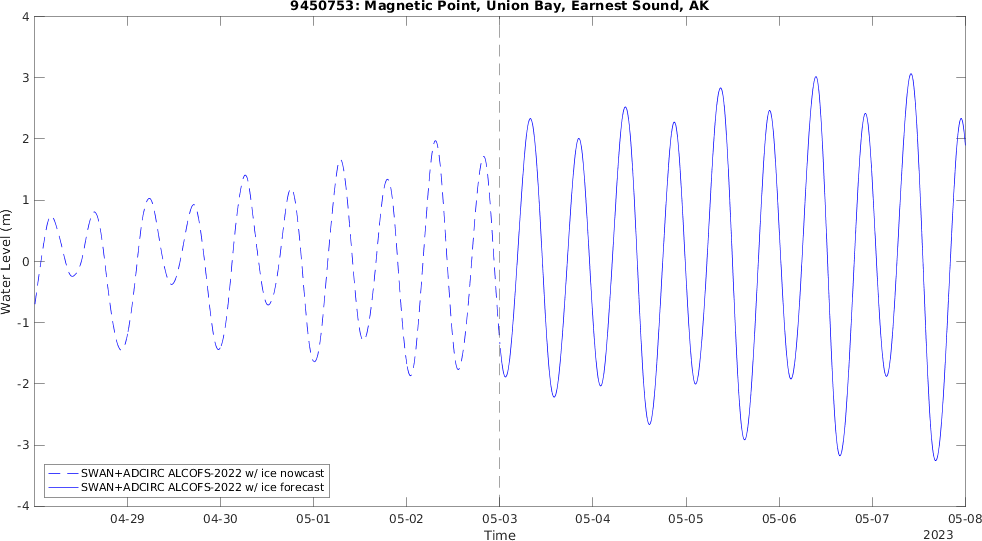 9450753: Magnetic Point, Union Bay, Earnest Sound, AK
4
3
2
1
0
-1
-2
-3
-4
Water Level (m)
SWAN+ADCIRC ALCOFS-2022 w/ ice nowcast
SWAN+ADCIRC ALCOFS-2022 w/ ice forecast
04-29 04-30 05-01 05-02 05-03 05-04 05-05 05-06 05-07 05-08
Time
2023